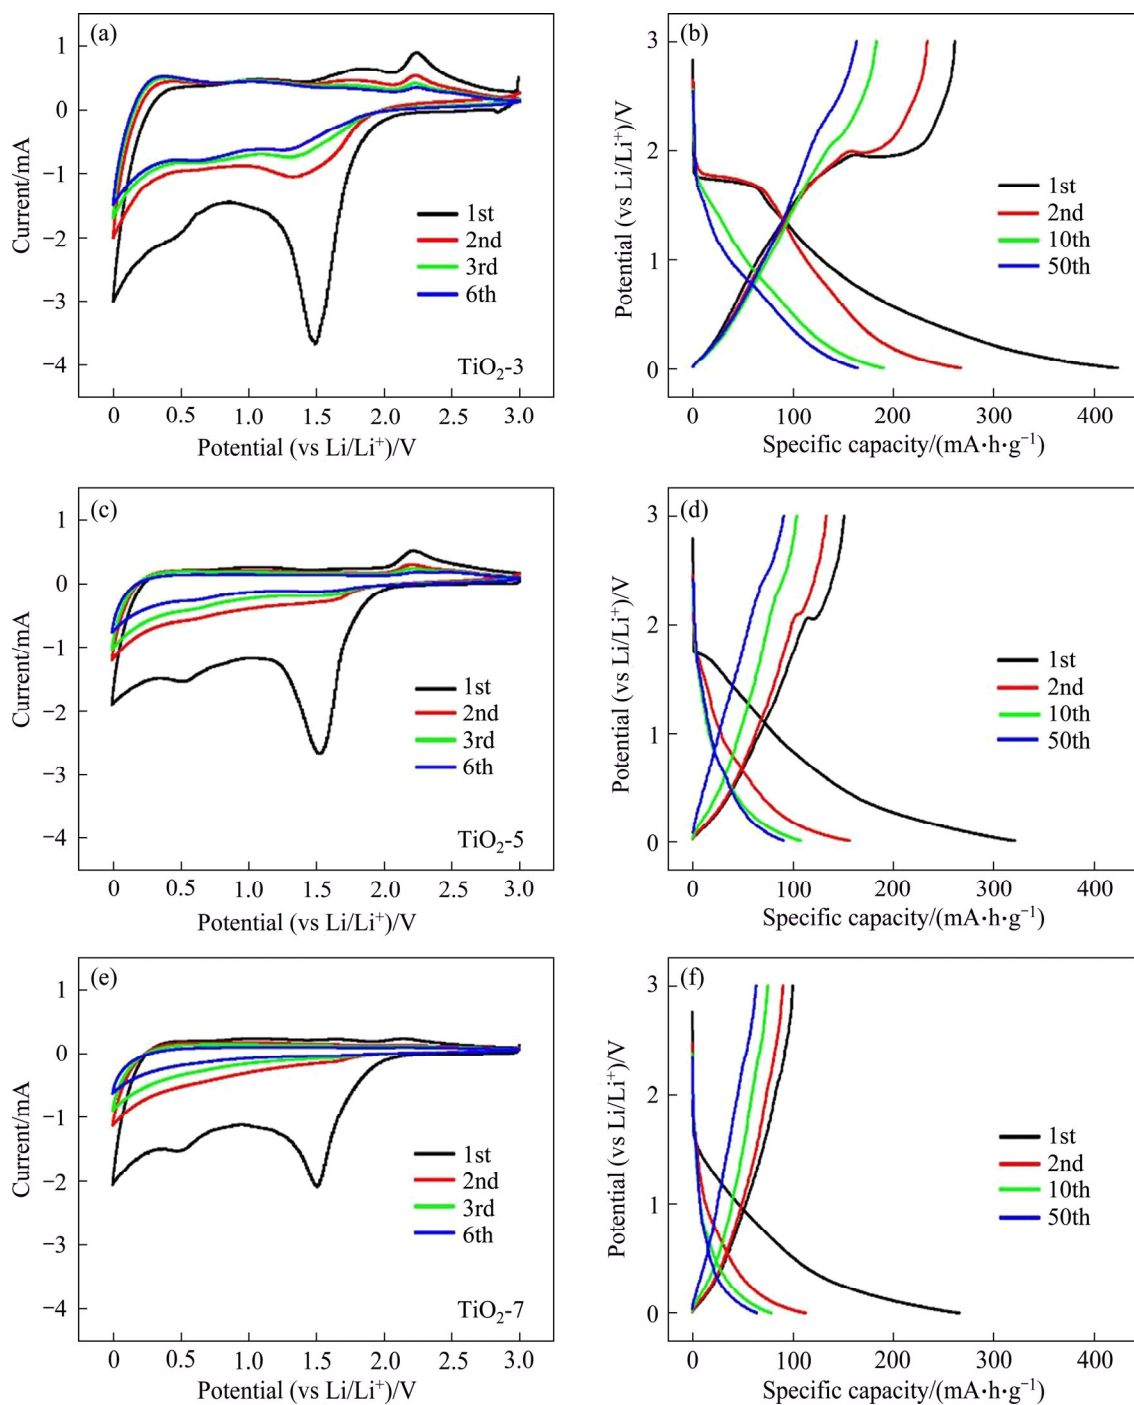 (a)
1
0
−1
−2
−3
−4
Current/mA
1st
2nd
3rd
6th
TiO₂-3
0 0.5 1.0 1.5 2.0 2.5 3.0
Potential (vs Li/Li⁺)/V
(b)
3
2
1
0
Potential (vs Li/Li⁺)/V
1st
2nd
10th
50th
0 100 200 300 400
Specific capacity/(mA·h·g⁻¹)
(c)
1
0
−1
−2
−3
−4
Current/mA
1st
2nd
3rd
6th
TiO₂-5
0 0.5 1.0 1.5 2.0 2.5 3.0
Potential (vs Li/Li⁺)/V
(d)
3
2
1
0
Potential (vs Li/Li⁺)/V
1st
2nd
10th
50th
0 100 200 300 400
Specific capacity/(mA·h·g⁻¹)
(e)
1
0
−1
−2
−3
−4
Current/mA
1st
2nd
3rd
6th
TiO₂-7
0 0.5 1.0 1.5 2.0 2.5 3.0
Potential (vs Li/Li⁺)/V
(f)
3
2
1
0
Potential (vs Li/Li⁺)/V
1st
2nd
10th
50th
0 100 200 300 400
Specific capacity/(mA·h·g⁻¹)